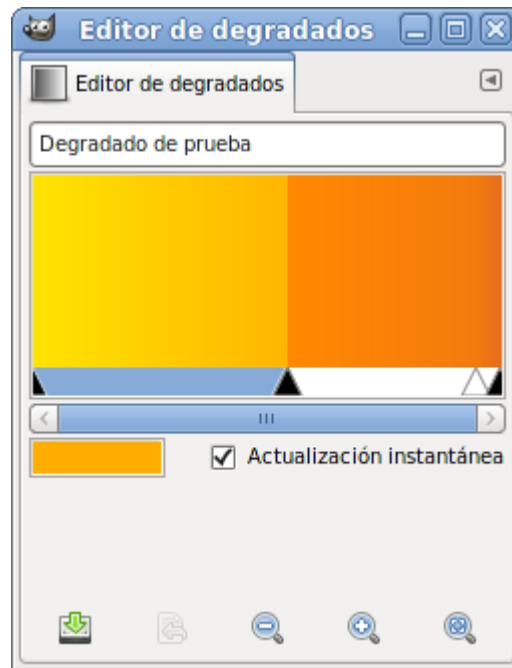 Editor de degradados
Editor de degradados
Degradado de prueba
Actualización instantánea